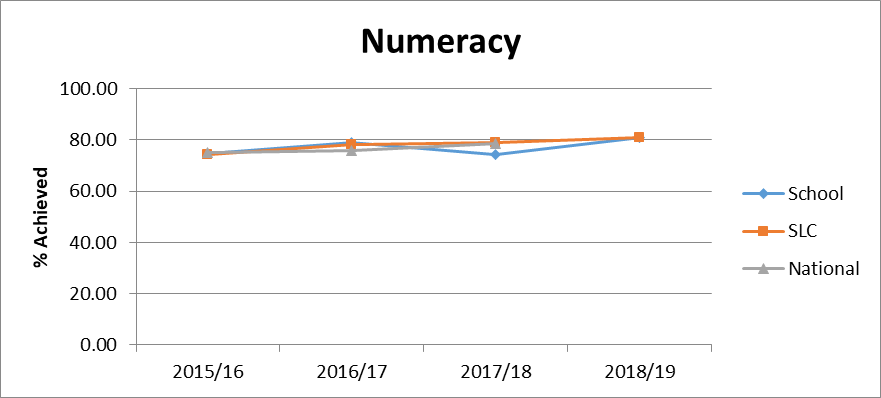 Numeracy
100.00
80.00
60.00
40.00
20.00
0.00
% Achieved
2015/16 2016/17 2017/18 2018/19
School
SLC
National